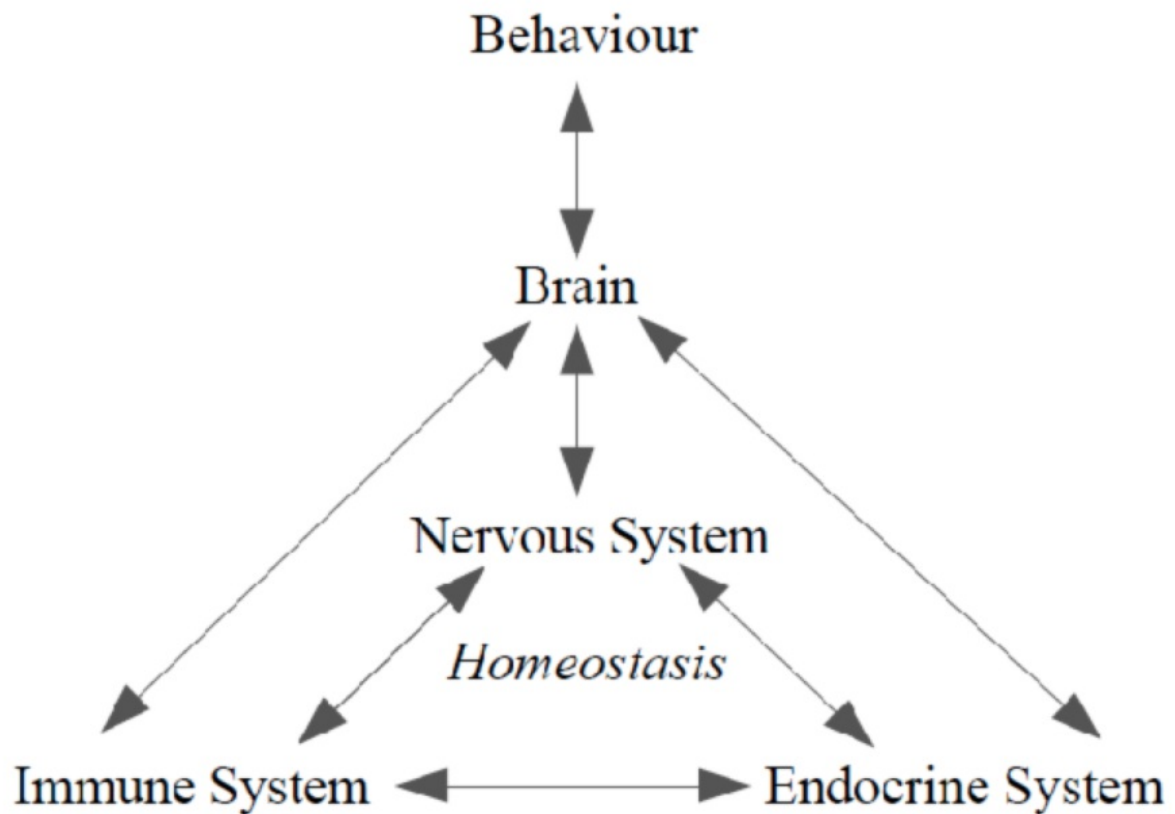 Behaviour
Brain
Nervous System
Homeostasis
Immune System
Endocrine System